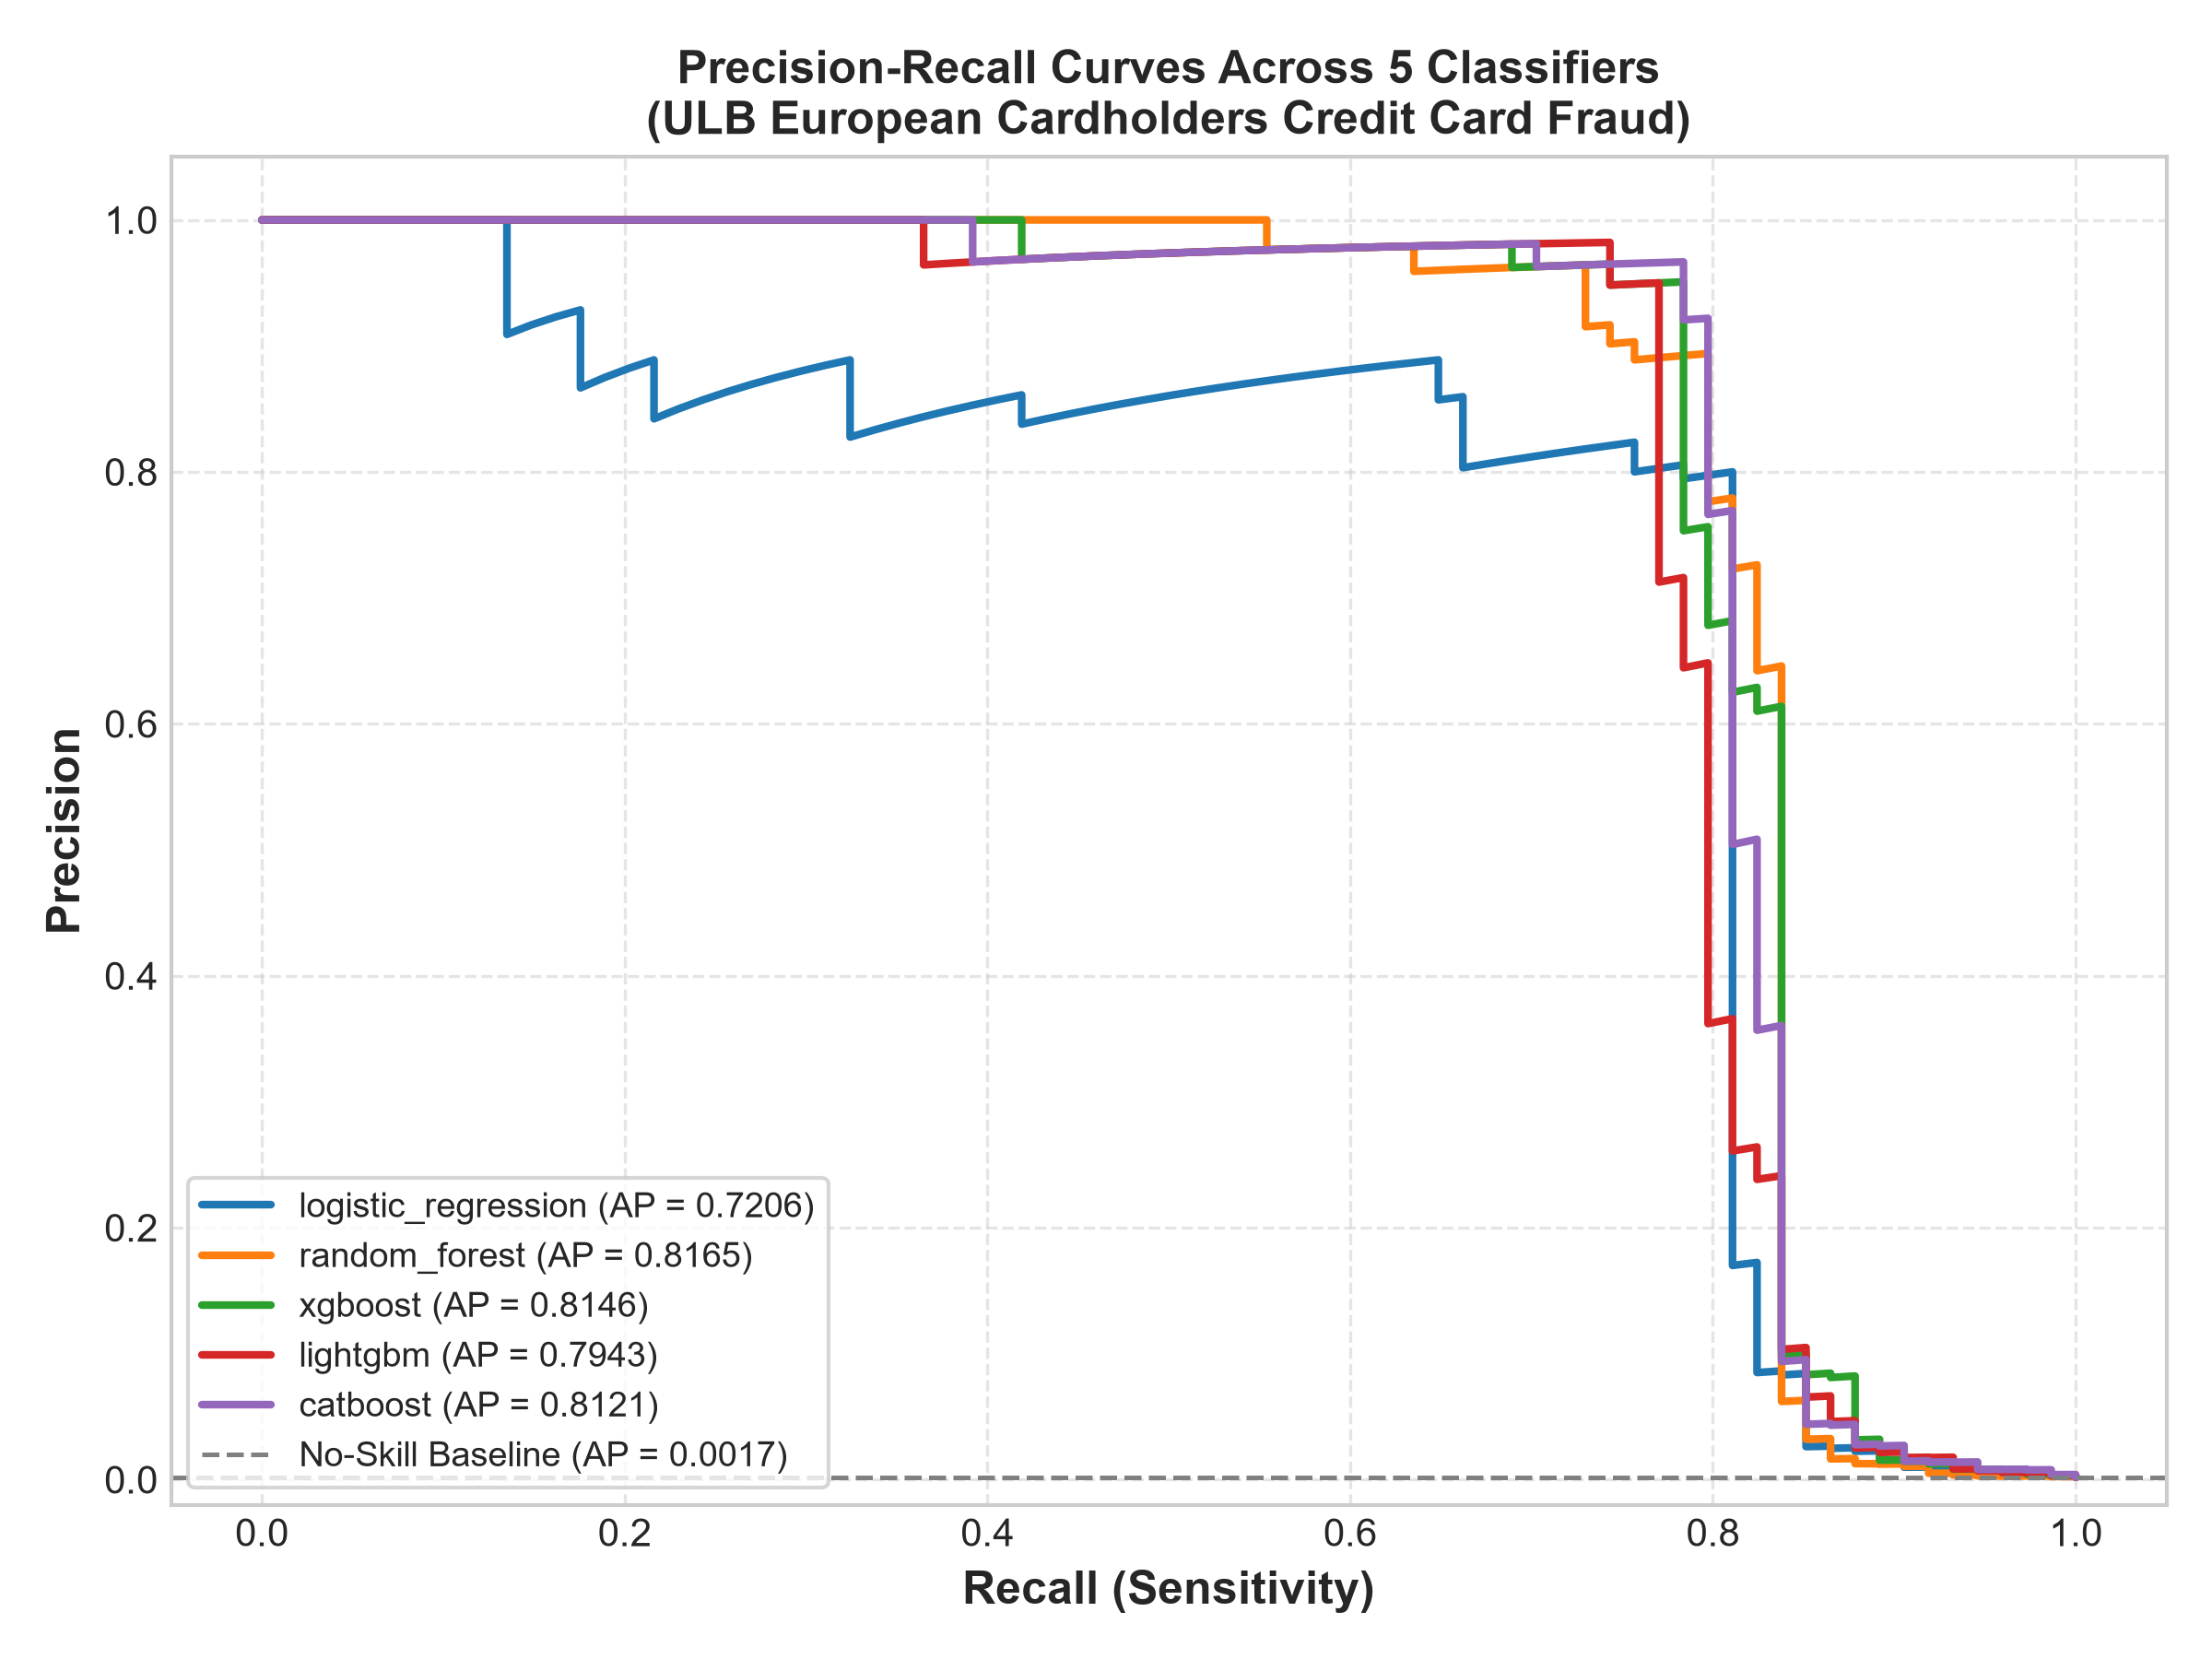 Precision-Recall Curves Across 5 Classifiers
(ULB European Cardholders Credit Card Fraud)
Precision
1.0
0.8
0.6
0.4
0.2
0.0
logistic_regression (AP = 0.7206)
random_forest (AP = 0.8165)
xgboost (AP = 0.8146)
lightgbm (AP = 0.7943)
catboost (AP = 0.8121)
No-Skill Baseline (AP = 0.0017)
0.0 0.2 0.4 0.6 0.8 1.0
Recall (Sensitivity)